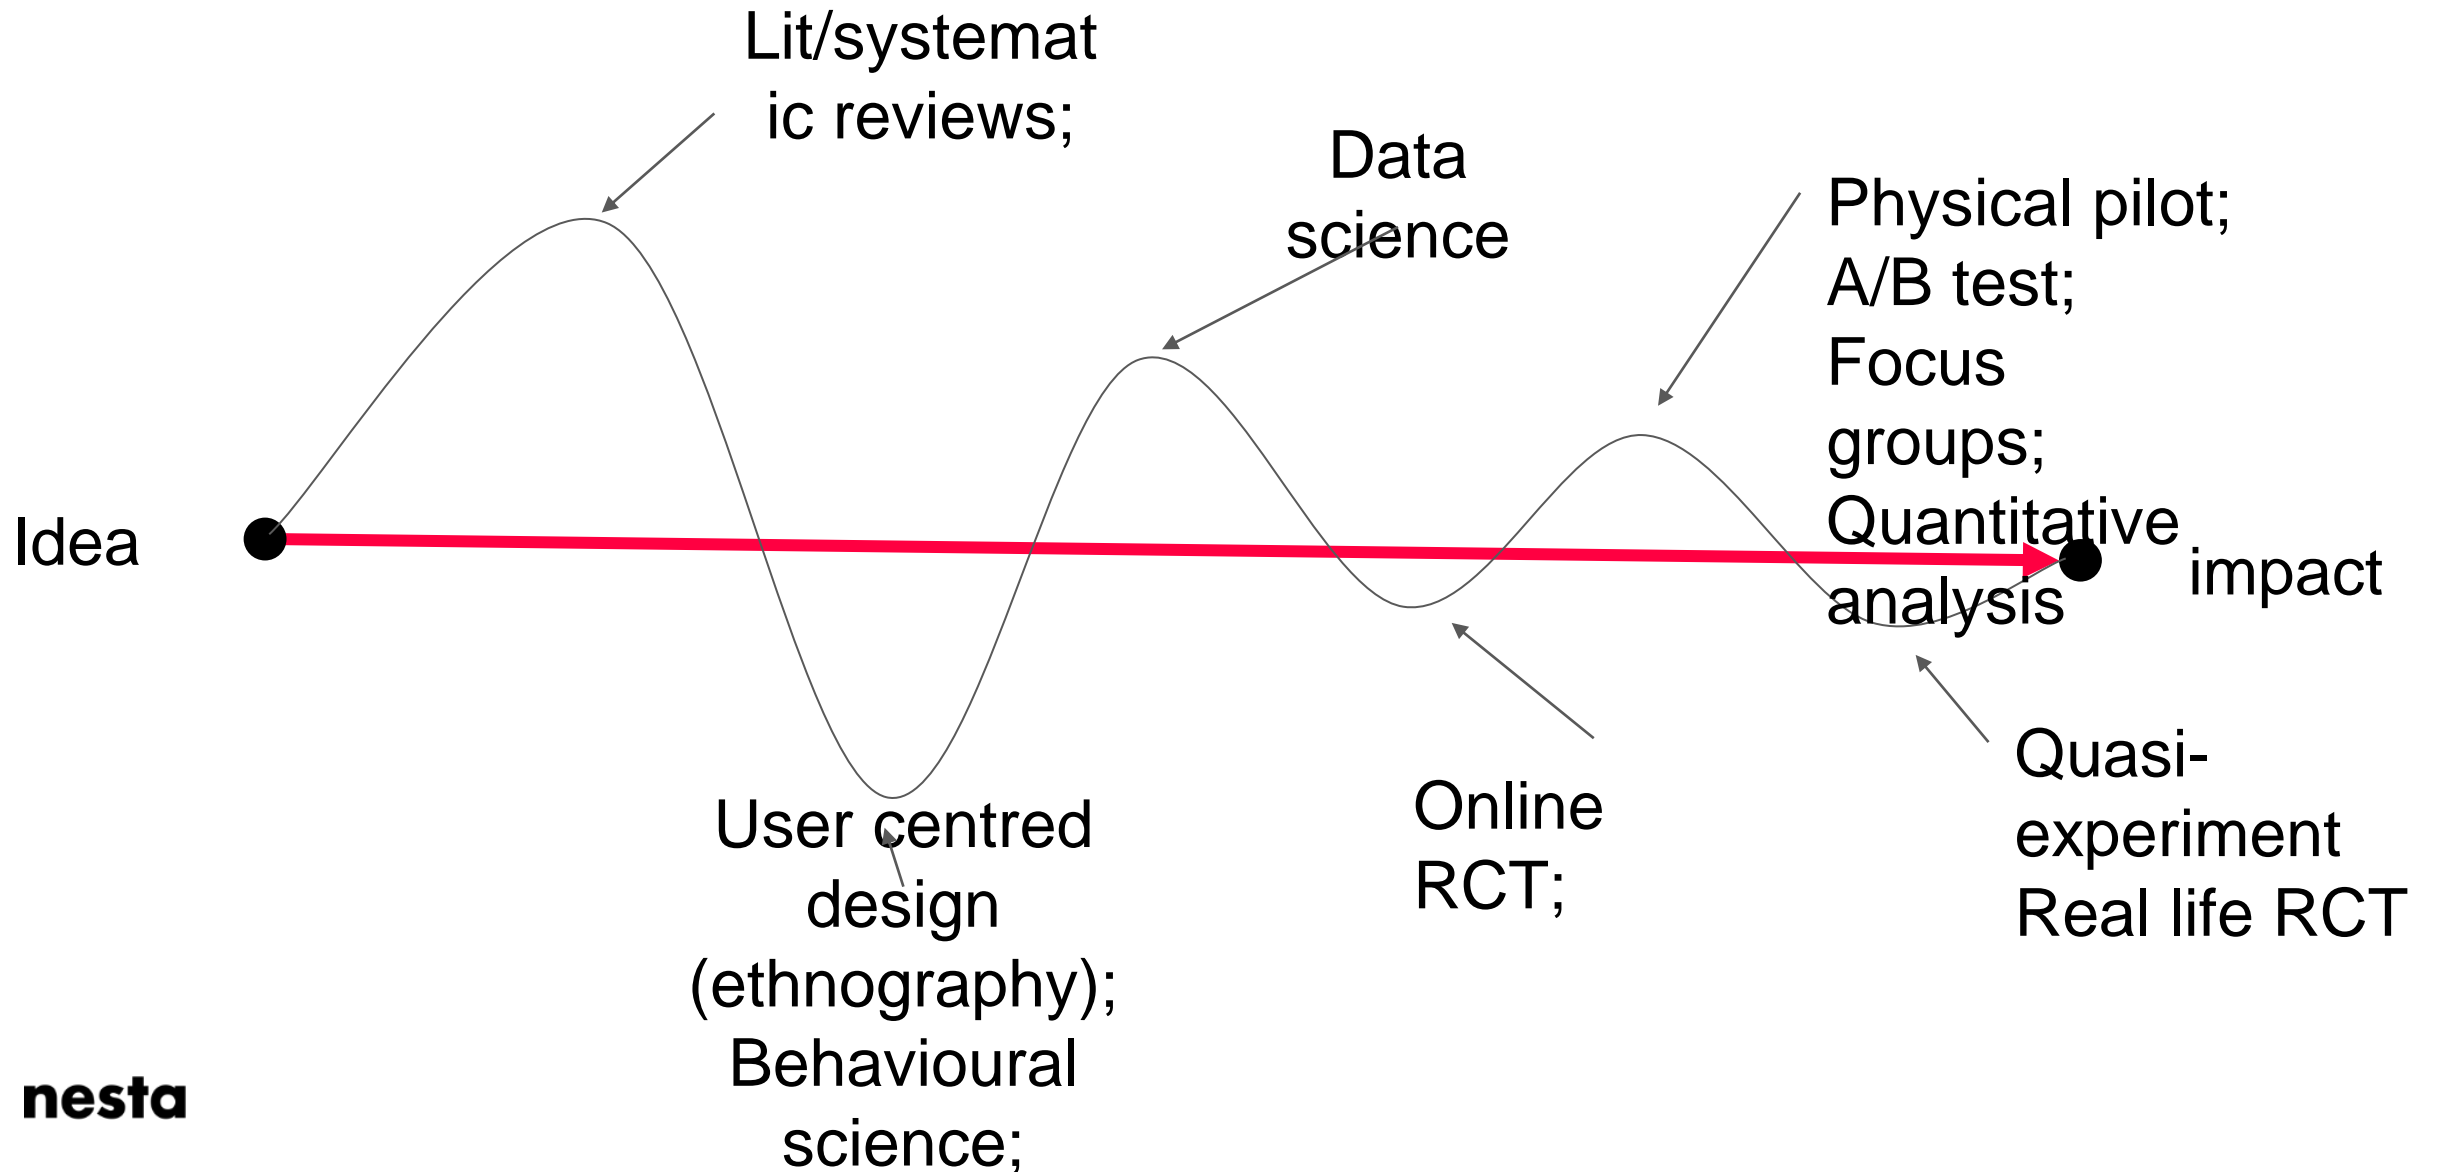 Lit/systemat
ic reviews;
Data
science
Physical pilot;
A/B test;
Focus
groups;
Quantitative
analysis
Idea
impact
User centred
design
(ethnography);
Behavioural
science;
Online
RCT;
Quasi-
experiment
Real life RCT
nesta